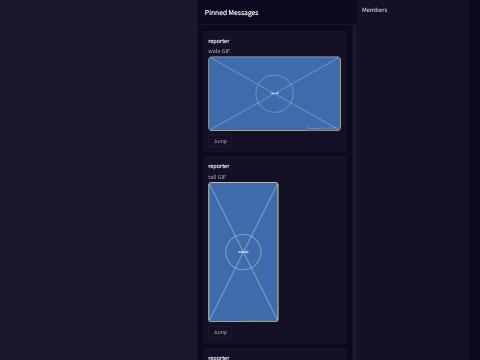 Pinned Messages
Members
reporter
wide GIF
Jump
reporter
tall GIF
Jump
reporter